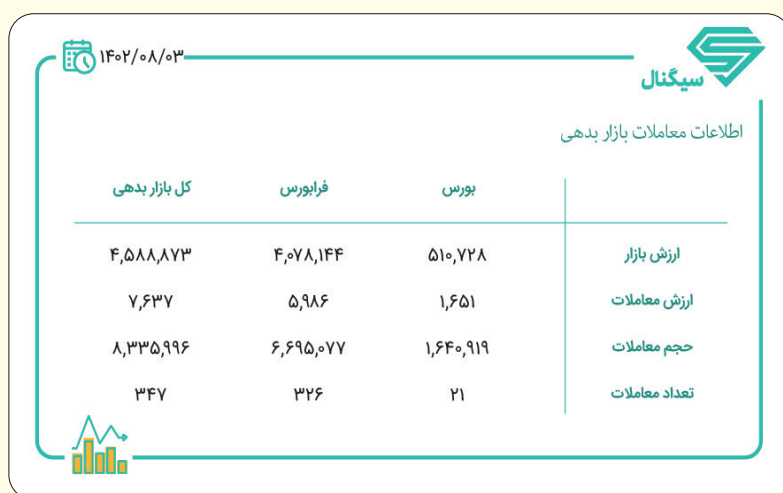 سیگنال
۱۴۰۲/۰۸/۰۳
اطلاعات معاملات بازار بدهی
بورس فرابورس کل بازار بدهی
ارزش بازار ۵۱۰,۷۲۸ ۴,۰۷۸,۱۴۴ ۴,۵۸۸,۸۷۳
ارزش معاملات ۱,۶۵۱ ۵,۹۸۶ ۷,۶۳۷
حجم معاملات ۱,۶۴۰,۹۱۹ ۶,۶۹۵,۰۷۷ ۸,۳۳۵,۹۹۶
تعداد معاملات ۲۱ ۳۲۶ ۳۴۷